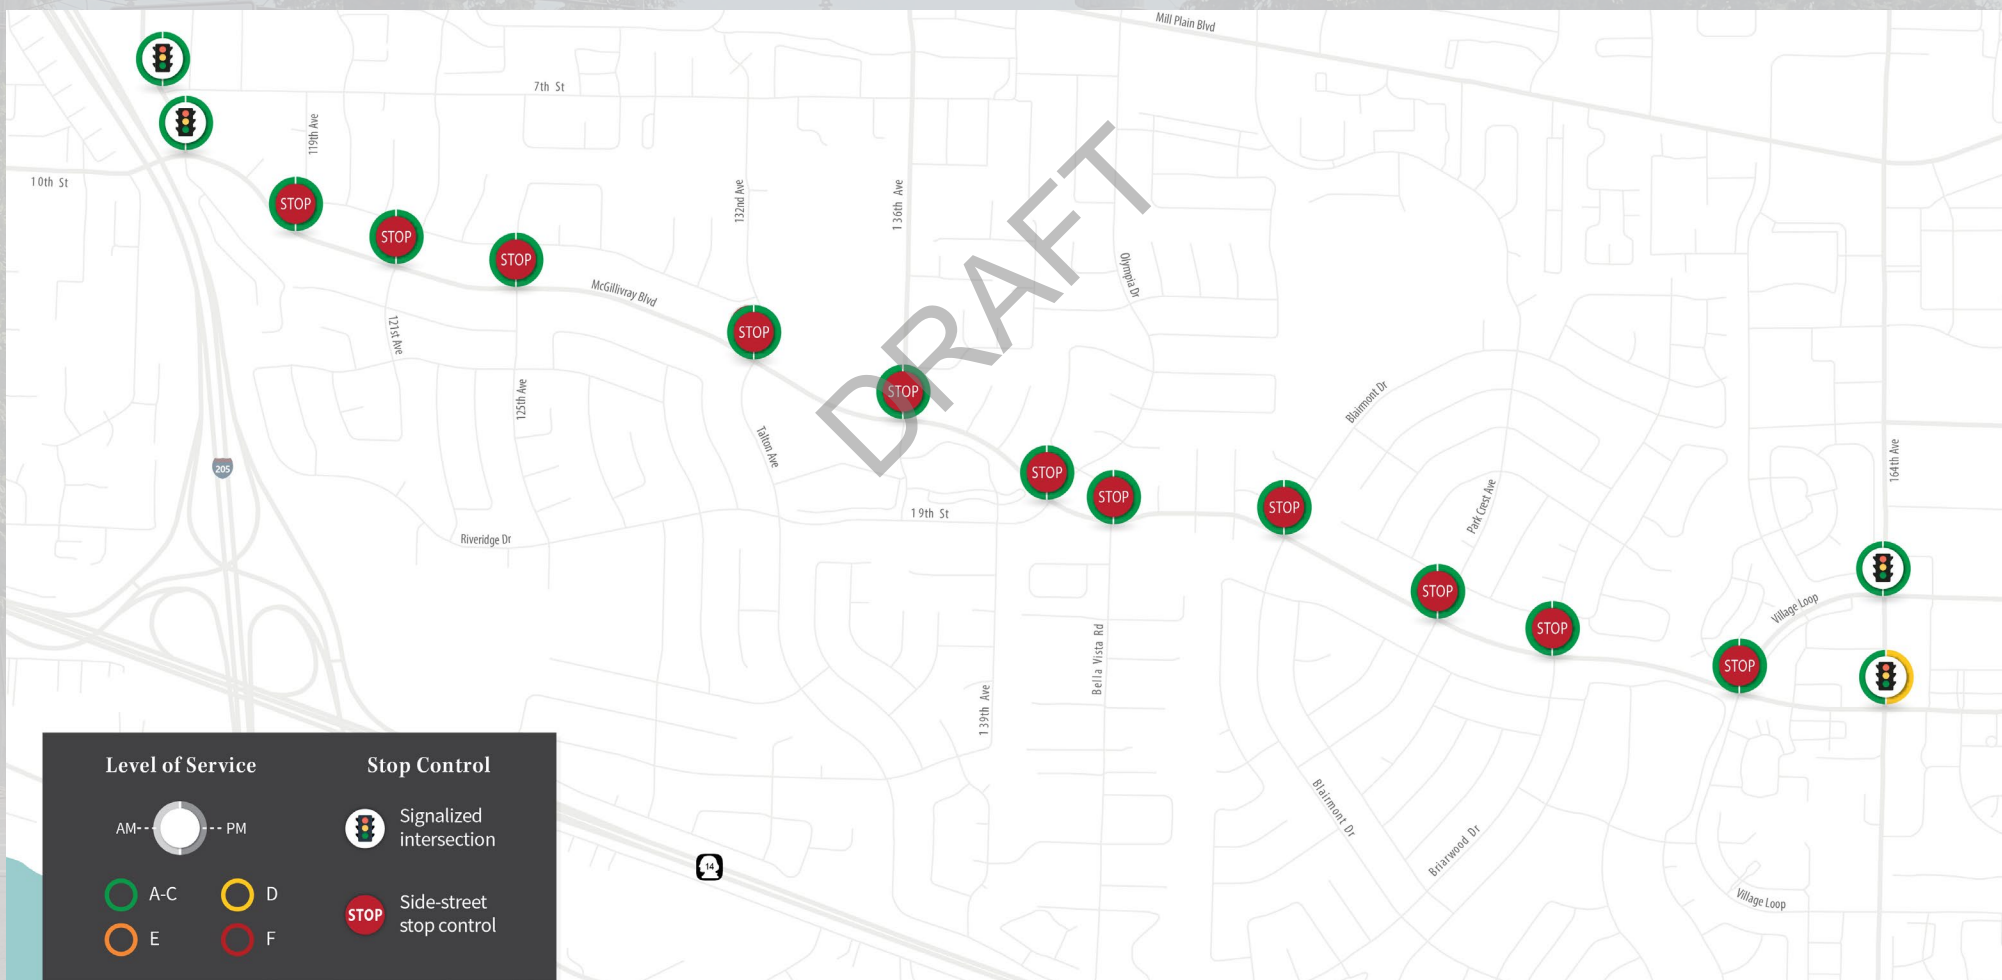 Mill Plain Blvd
7th St
119th Ave
10th St
132nd Ave
136th Ave
DRAFT
STOP
STOP
STOP
McGillivray Blvd
Olympia Dr
121st Ave
STOP
125th Ave
STOP
Blairmont Dr
Talton Ave
164th Ave
205
STOP
STOP
STOP
Park Crest Ave
19th St
Riveridge Dr
STOP
Village Loop
STOP
Bella Vista Rd
STOP
139th Ave
Blairmont Dr
Briarwood Dr
14
Village Loop
Level of Service
AM
PM
A-C
D
E
F
Stop Control
Signalized
intersection
STOP
Side-street
stop control